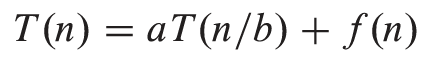 T(n) = aT(n/b) + f(n)